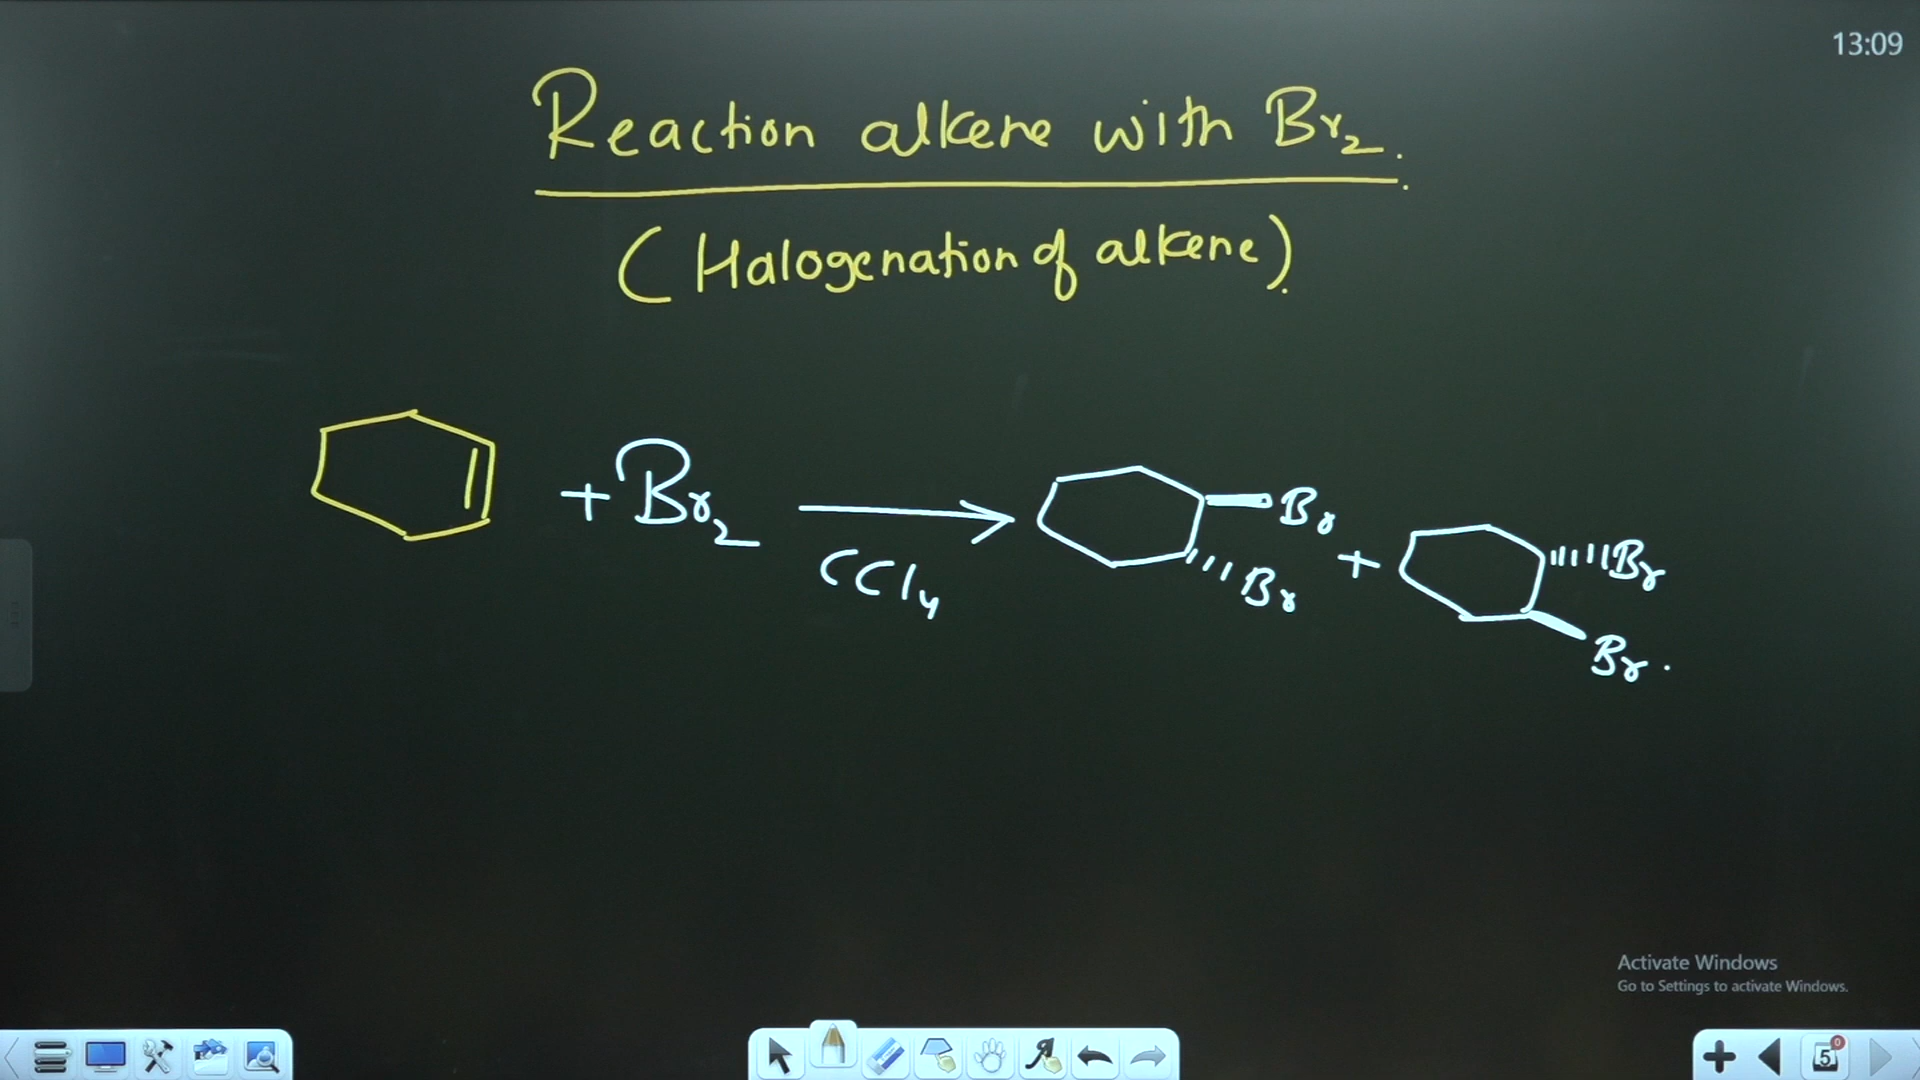 13:09
Reaction alkene with Br2.
(Halogenation of alkene)
+ Br2
CCl4
Br
Br
+
Br
Br.
Activate Windows
Go to Settings to activate Windows.
5
0